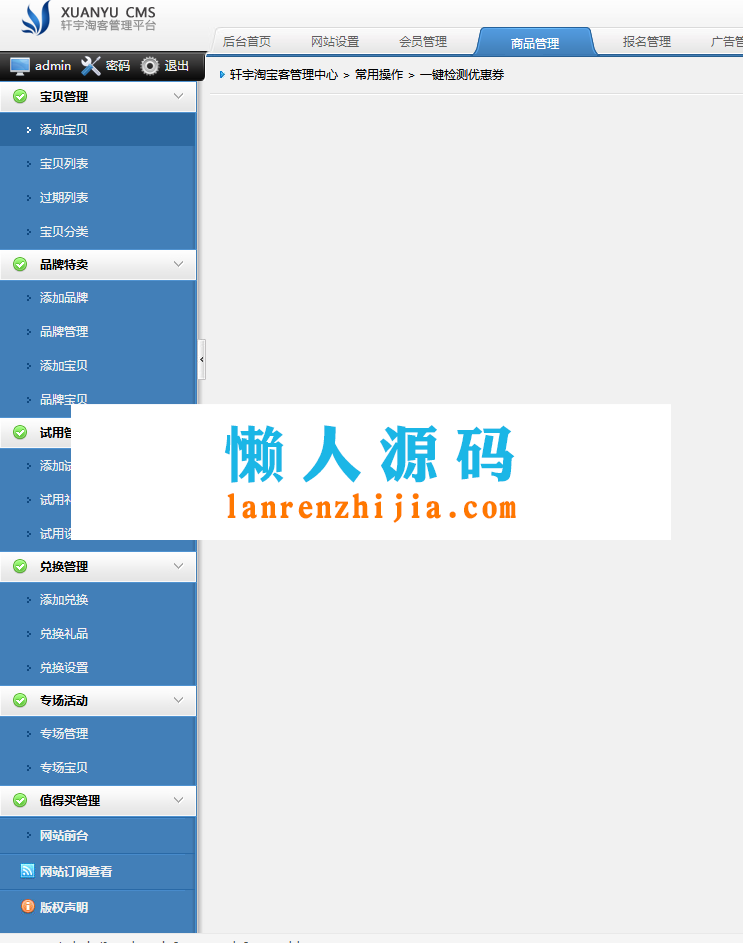 XUANYU CMS
轩宇淘客管理平台
后台首页 网站设置 会员管理 商品管理 报名管理 广告管
admin 密码 退出
轩宇淘宝客管理中心 > 常用操作 > 一键检测优惠券
宝贝管理
添加宝贝
宝贝列表
过期列表
宝贝分类
品牌特卖
添加品牌
品牌管理
添加宝贝
品牌宝贝
试用管
添加试
试用礼
试用设
懒人源码
lanrenzhijia.com
兑换管理
添加兑换
兑换礼品
兑换设置
专场活动
专场管理
专场宝贝
值得买管理
网站前台
网站订阅查看
版权声明